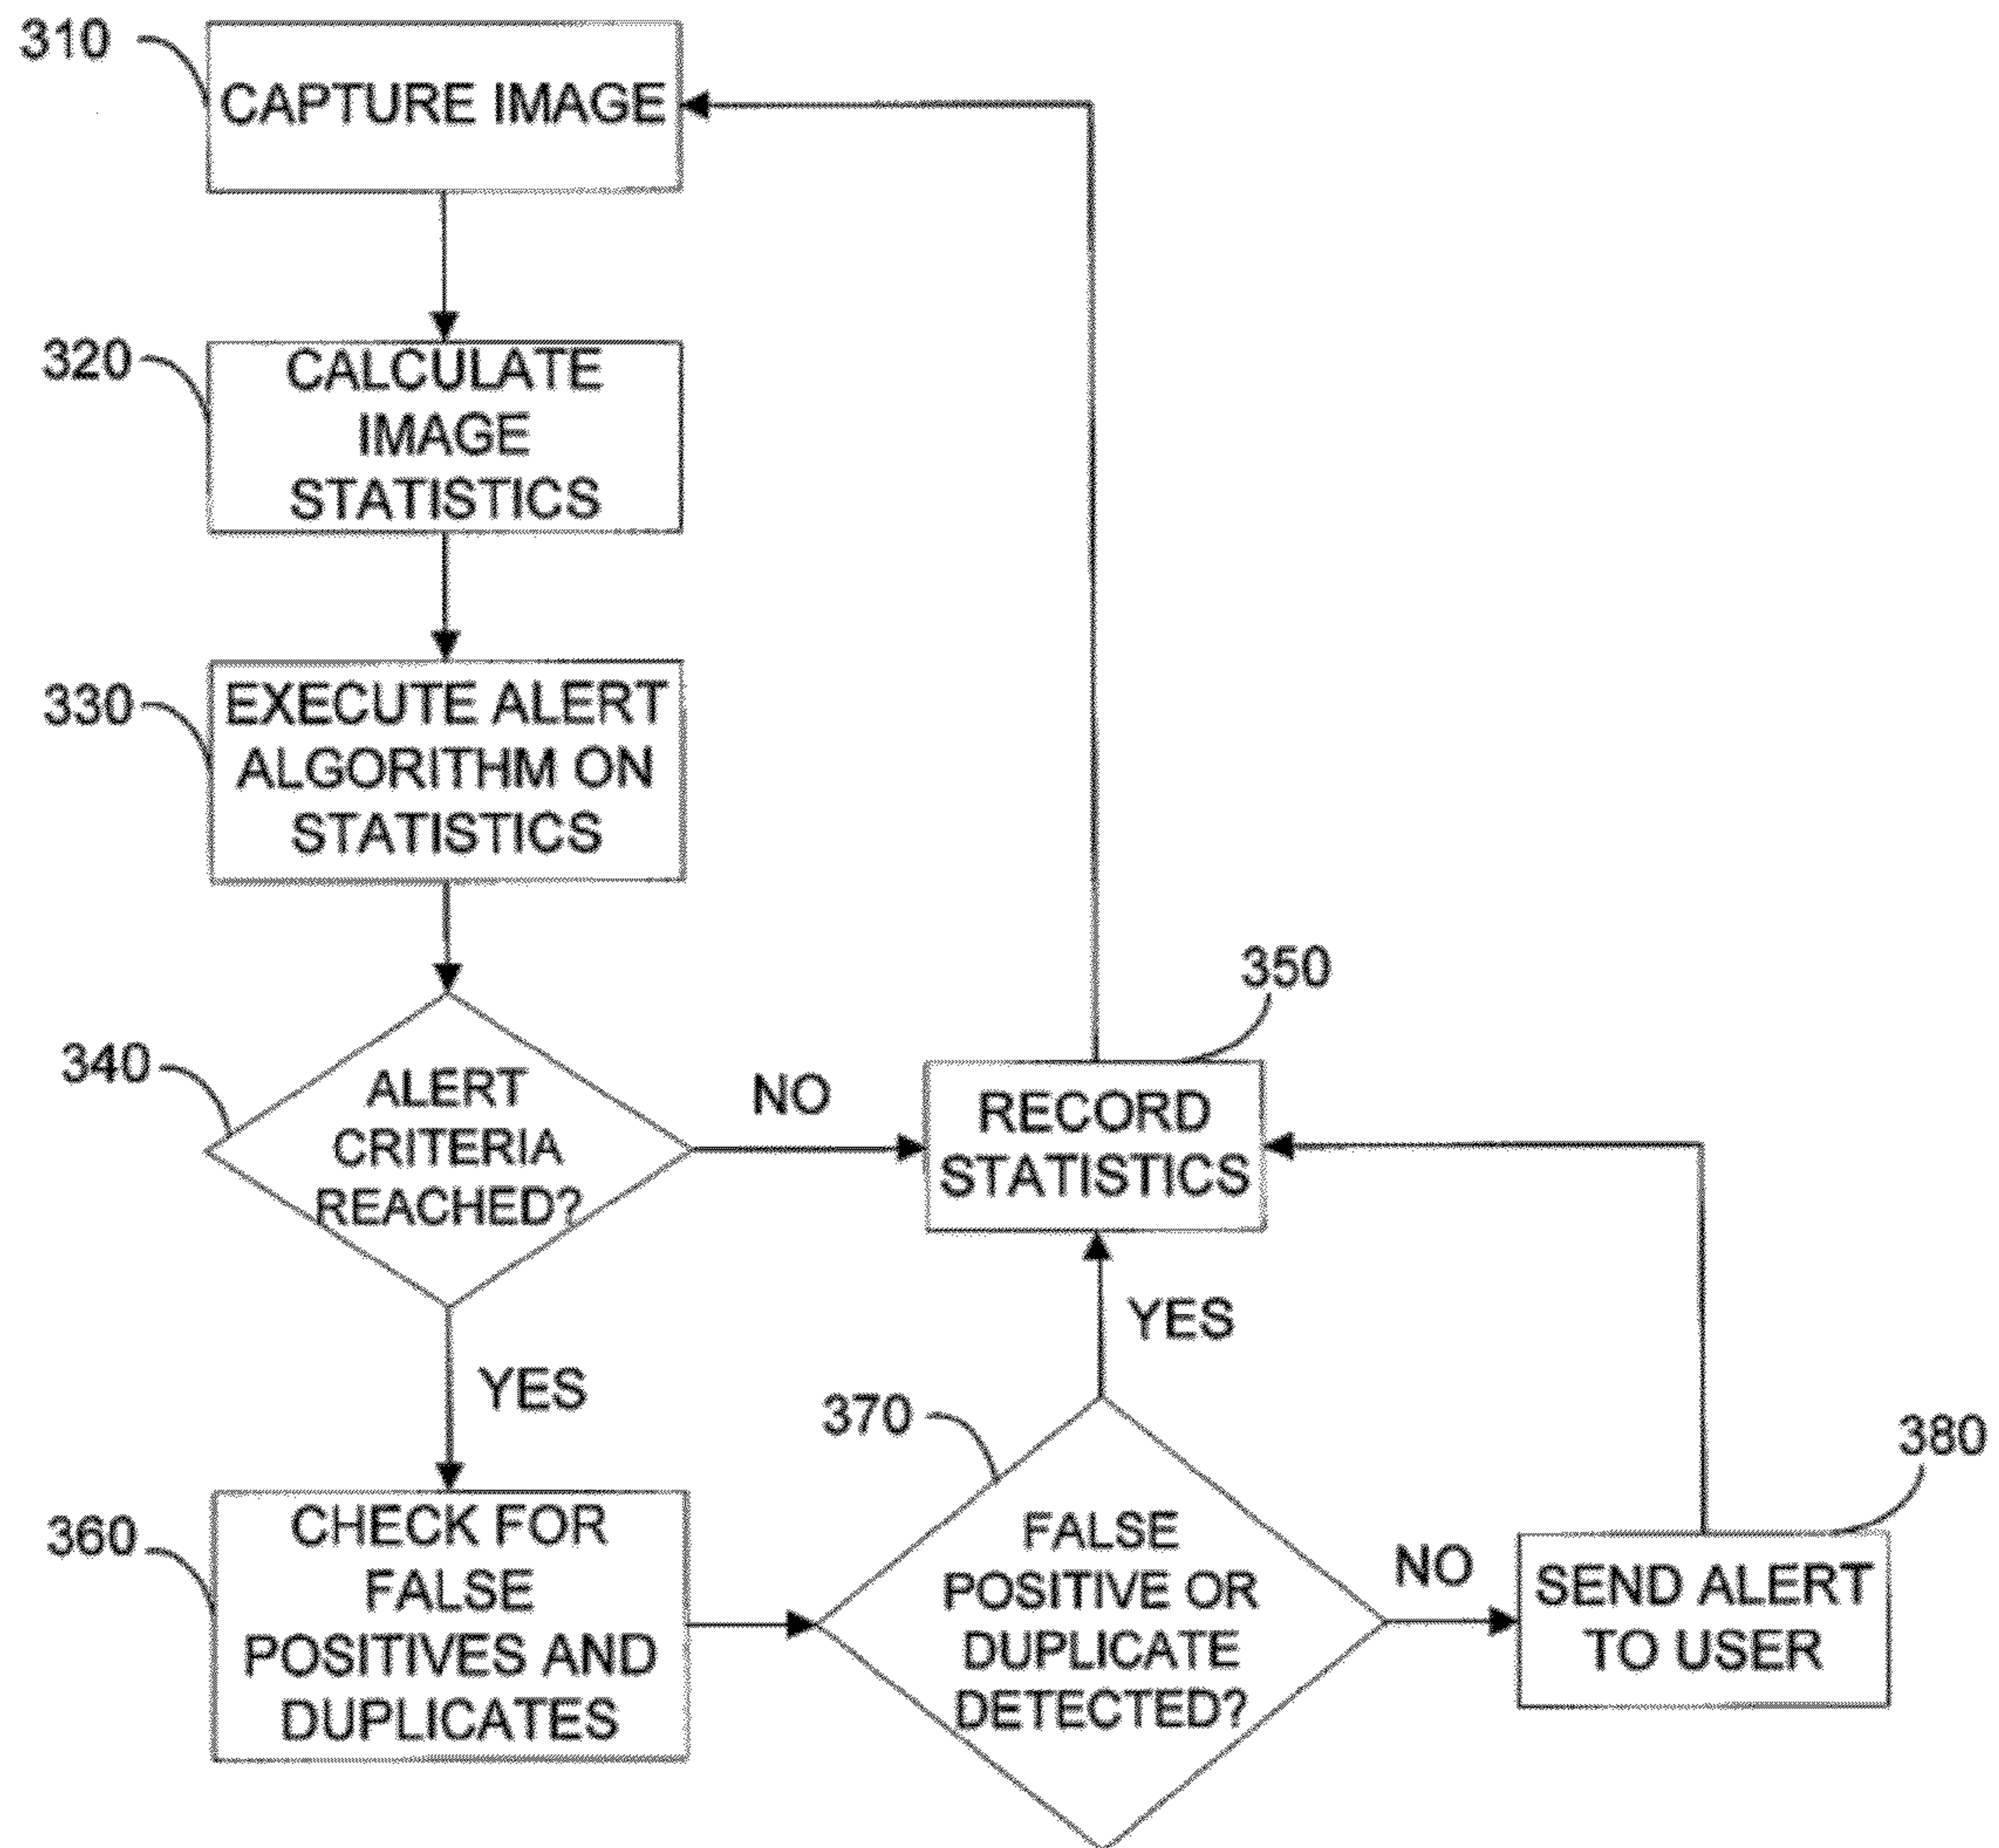 310
CAPTURE IMAGE
320
CALCULATE
IMAGE
STATISTICS
330
EXECUTE ALERT
ALGORITHM ON
STATISTICS
340
ALERT
CRITERIA
REACHED?
NO
350
RECORD
STATISTICS
YES
YES
360
CHECK FOR
FALSE
POSITIVES AND
DUPLICATES
370
FALSE
POSITIVE OR
DUPLICATE
DETECTED?
NO
380
SEND ALERT
TO USER